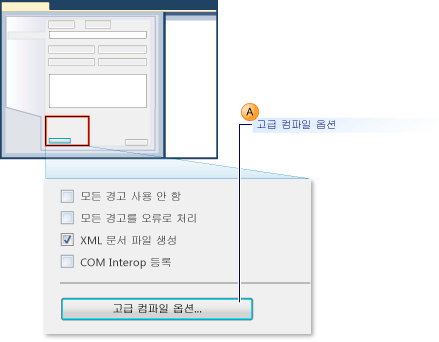 A
고급 컴파일 옵션
모든 경고 사용 안 함
모든 경고를 오류로 처리
XML 문서 파일 생성
COM Interop 등록
고급 컴파일 옵션...